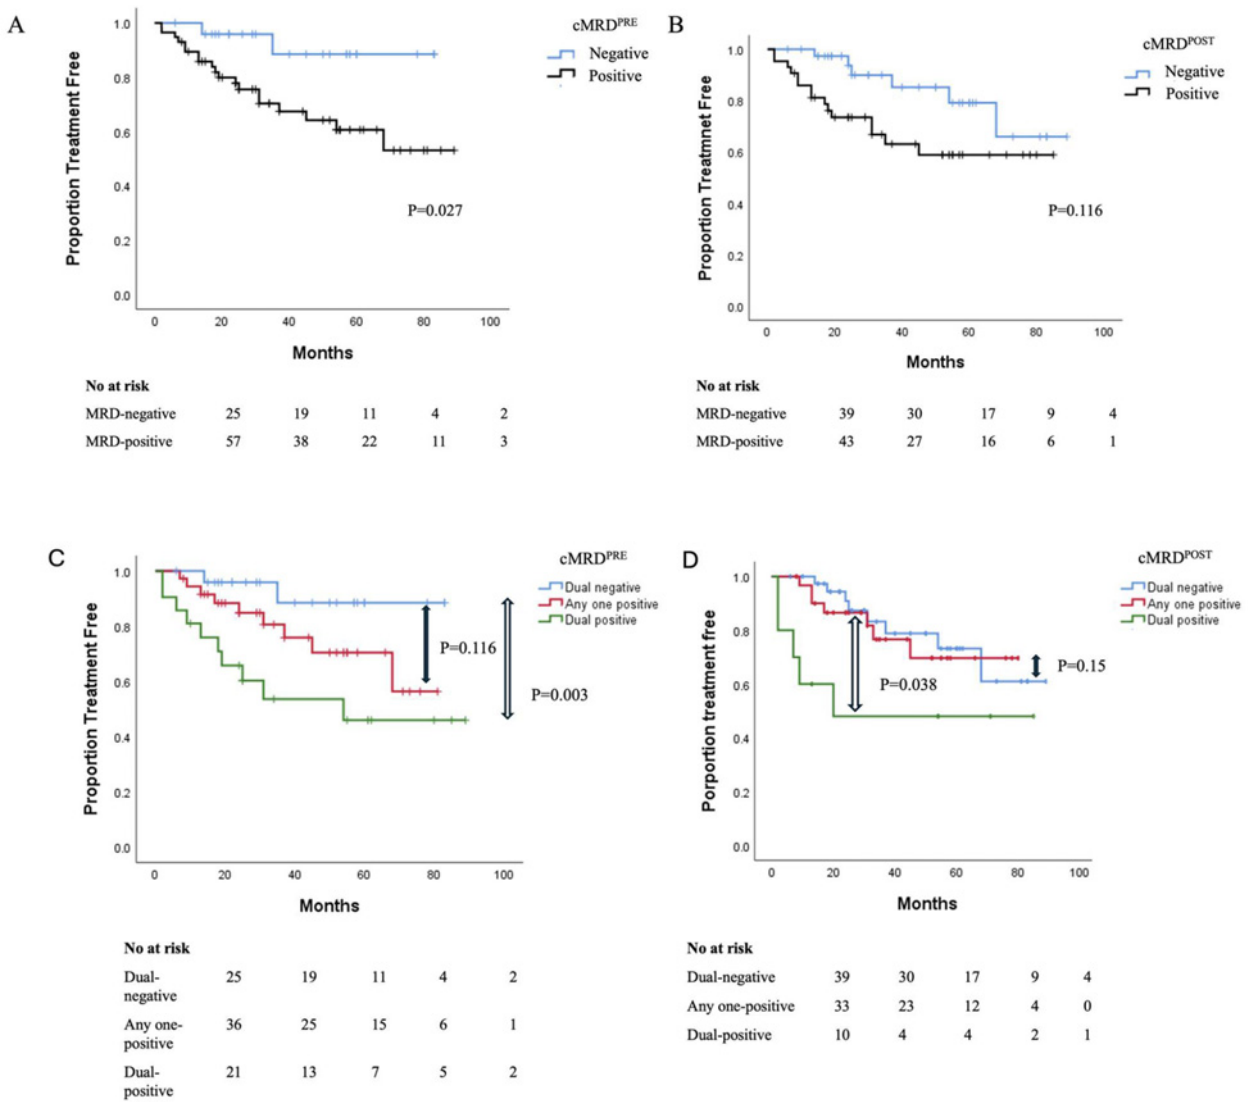 A
cMRDPRE
Negative
Positive
Proportion Treatment Free
1.0
0.8
0.6
0.4
0.2
0.0
P=0.027
0 20 40 60 80 100
Months
No at risk
MRD-negative 25 19 11 4 2
MRD-positive 57 38 22 11 3
B
cMRDPOST
Negative
Positive
Proportion Treatmnet Free
1.0
0.8
0.6
0.4
0.2
0.0
P=0.116
0 20 40 60 80 100
Months
No at risk
MRD-negative 39 30 17 9 4
MRD-positive 43 27 16 6 1
C
cMRDPRE
Dual negative
Any one positive
Dual positive
Proportion Treatment Free
1.0
0.8
0.6
0.4
0.2
0.0
P=0.116
P=0.003
0 20 40 60 80 100
Months
No at risk
Dual- 25 19 11 4 2
negative
Any one- 36 25 15 6 1
positive
Dual- 21 13 7 5 2
positive
D
cMRDPOST
Dual negative
Any one positive
Dual positive
Porportion treatment free
1.0
0.8
0.6
0.4
0.2
0.0
P=0.15
P=0.038
0 20 40 60 80 100
Months
No at risk
Dual-negative 39 30 17 9 4
Any one-positive 33 23 12 4 0
Dual-positive 10 4 4 2 1